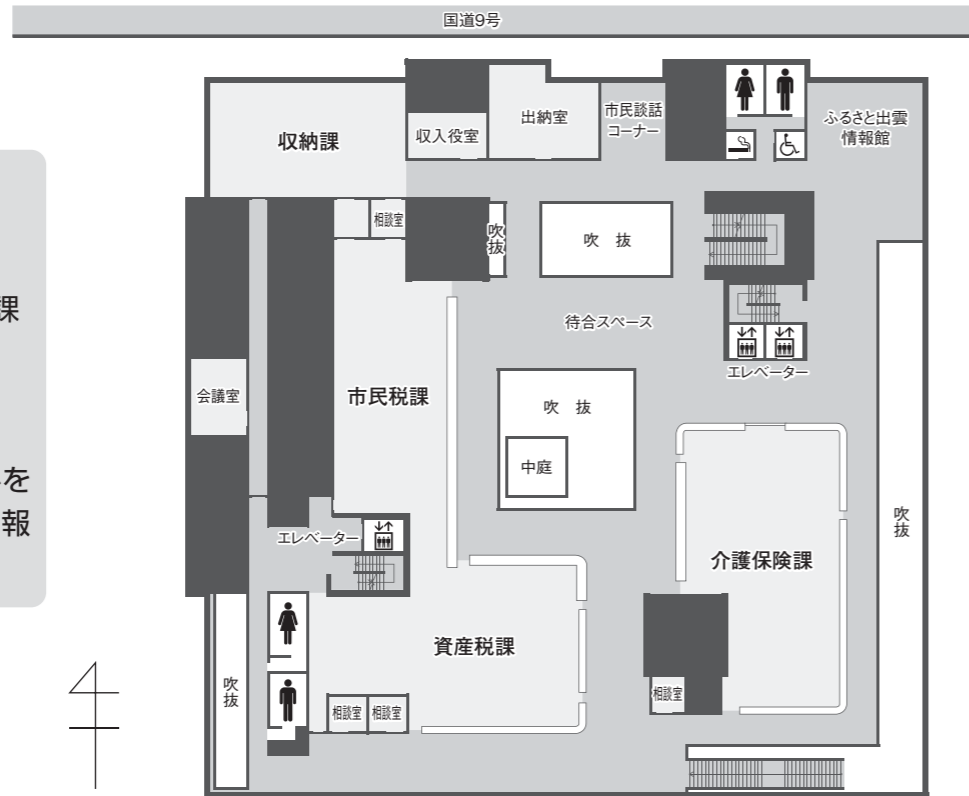 国道9号
収納課
収入役室
出納室
市民談話
コーナー
ふるさと出雲
情報館
相談室
吹抜
吹 抜
課
待合スペース
エレベーター
会議室
市民税課
吹 抜
中庭
を
報
吹抜
エレベーター
介護保険課
資産税課
吹抜
相談室
相談室
相談室